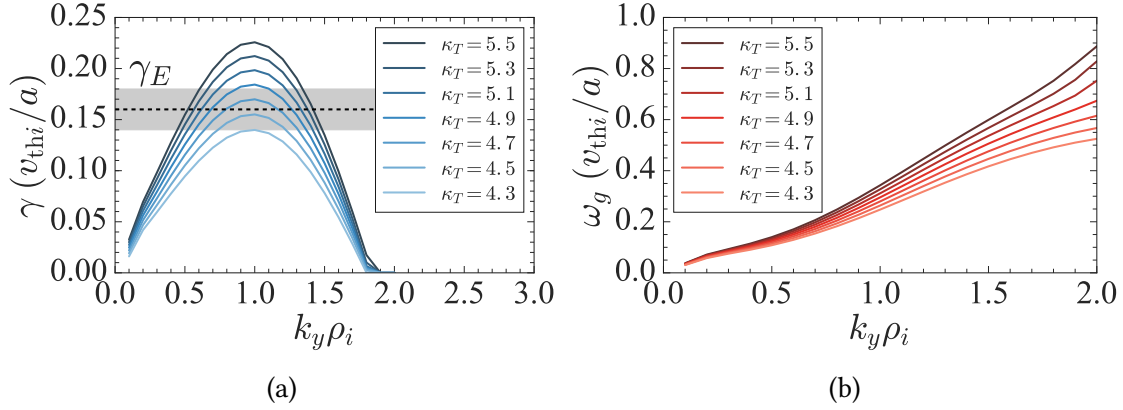 0.25
0.20
0.15
0.10
0.05
0.00
γ (v_thi/a)
γ_E
κ_T = 5.5
κ_T = 5.3
κ_T = 5.1
κ_T = 4.9
κ_T = 4.7
κ_T = 4.5
κ_T = 4.3
0.0 0.5 1.0 1.5 2.0 2.5 3.0
k_yρ_i
(a)
1.0
0.8
0.6
0.4
0.2
0.0
ω_g (v_thi/a)
κ_T = 5.5
κ_T = 5.3
κ_T = 5.1
κ_T = 4.9
κ_T = 4.7
κ_T = 4.5
κ_T = 4.3
0.0 0.5 1.0 1.5 2.0
k_yρ_i
(b)